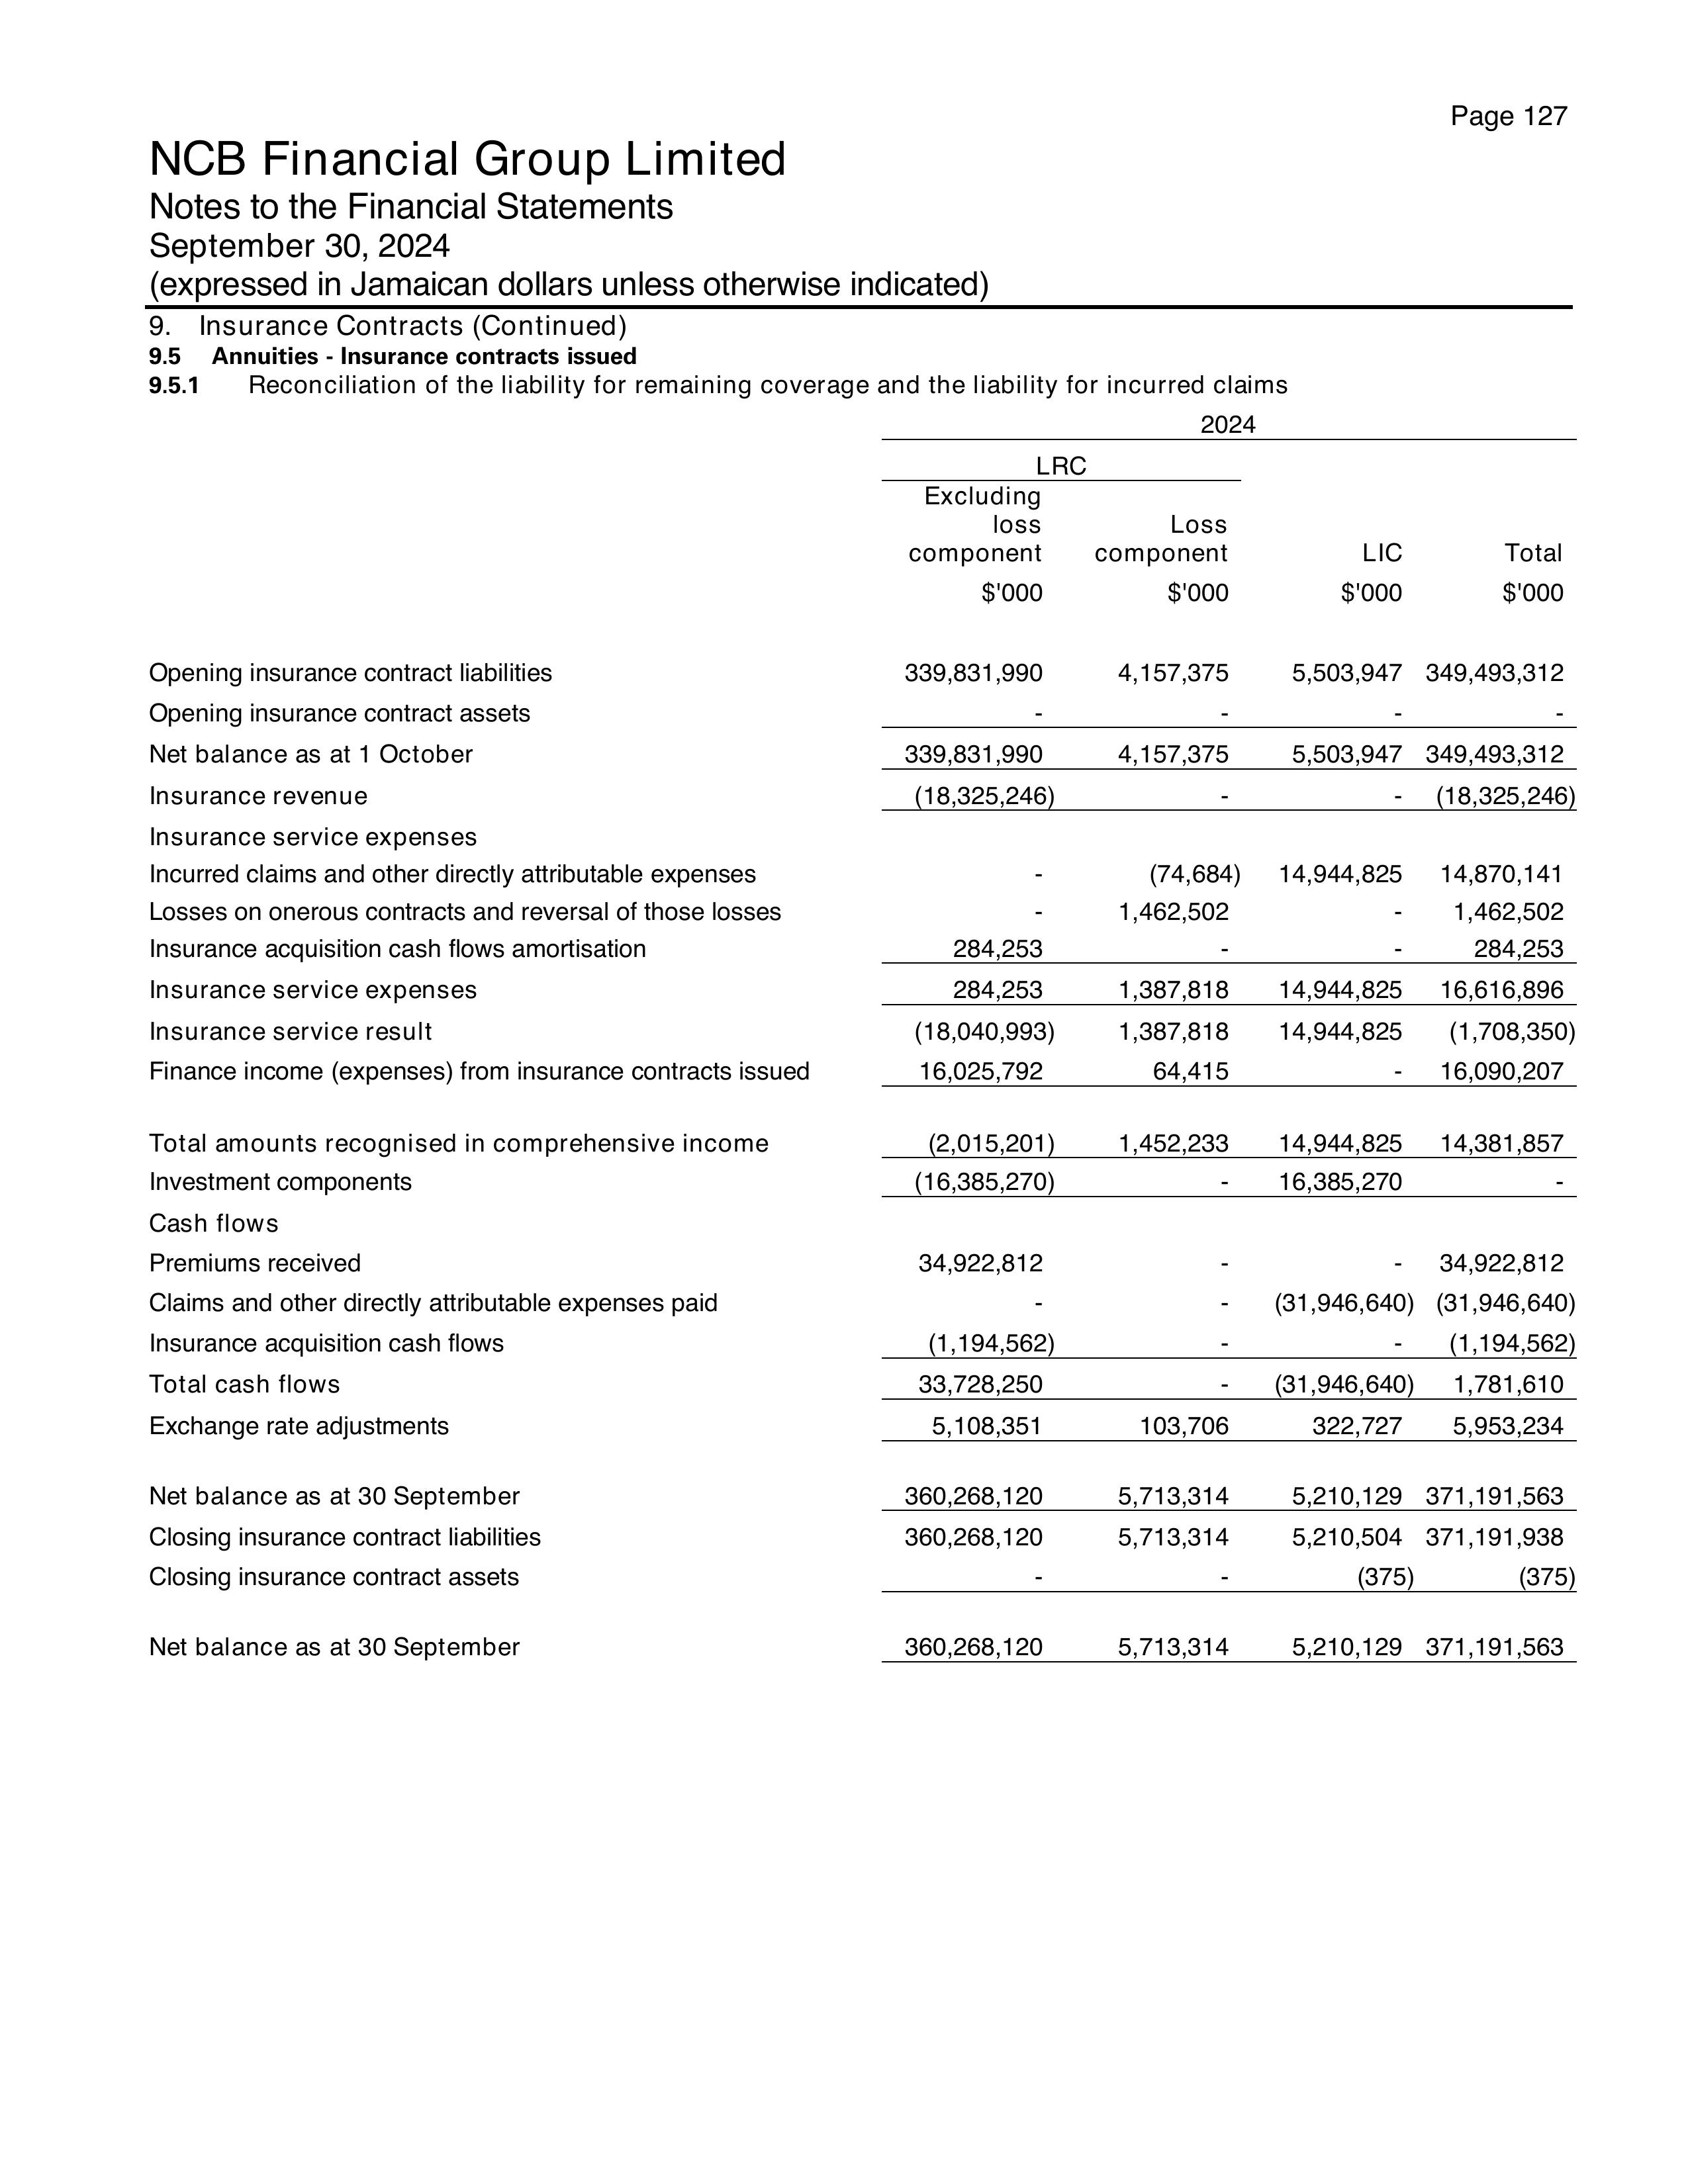 Page 127
NCB Financial Group Limited
Notes to the Financial Statements
September 30, 2024
(expressed in Jamaican dollars unless otherwise indicated)
9. Insurance Contracts (Continued)
9.5 Annuities - Insurance contracts issued
9.5.1 Reconciliation of the liability for remaining coverage and the liability for incurred claims
2024
LRC
Excluding
loss Loss
component component LIC Total
$'000 $'000 $'000 $'000
Opening insurance contract liabilities 339,831,990 4,157,375 5,503,947 349,493,312
Opening insurance contract assets - - - -
Net balance as at 1 October 339,831,990 4,157,375 5,503,947 349,493,312
Insurance revenue (18,325,246) - - (18,325,246)
Insurance service expenses
Incurred claims and other directly attributable expenses - (74,684) 14,944,825 14,870,141
Losses on onerous contracts and reversal of those losses - 1,462,502 - 1,462,502
Insurance acquisition cash flows amortisation 284,253 - - 284,253
Insurance service expenses 284,253 1,387,818 14,944,825 16,616,896
Insurance service result (18,040,993) 1,387,818 14,944,825 (1,708,350)
Finance income (expenses) from insurance contracts issued 16,025,792 64,415 - 16,090,207
Total amounts recognised in comprehensive income (2,015,201) 1,452,233 14,944,825 14,381,857
Investment components (16,385,270) - 16,385,270 -
Cash flows
Premiums received 34,922,812 - - 34,922,812
Claims and other directly attributable expenses paid - - (31,946,640) (31,946,640)
Insurance acquisition cash flows (1,194,562) - - (1,194,562)
Total cash flows 33,728,250 - (31,946,640) 1,781,610
Exchange rate adjustments 5,108,351 103,706 322,727 5,953,234
Net balance as at 30 September 360,268,120 5,713,314 5,210,129 371,191,563
Closing insurance contract liabilities 360,268,120 5,713,314 5,210,504 371,191,938
Closing insurance contract assets - - (375) (375)
Net balance as at 30 September 360,268,120 5,713,314 5,210,129 371,191,563